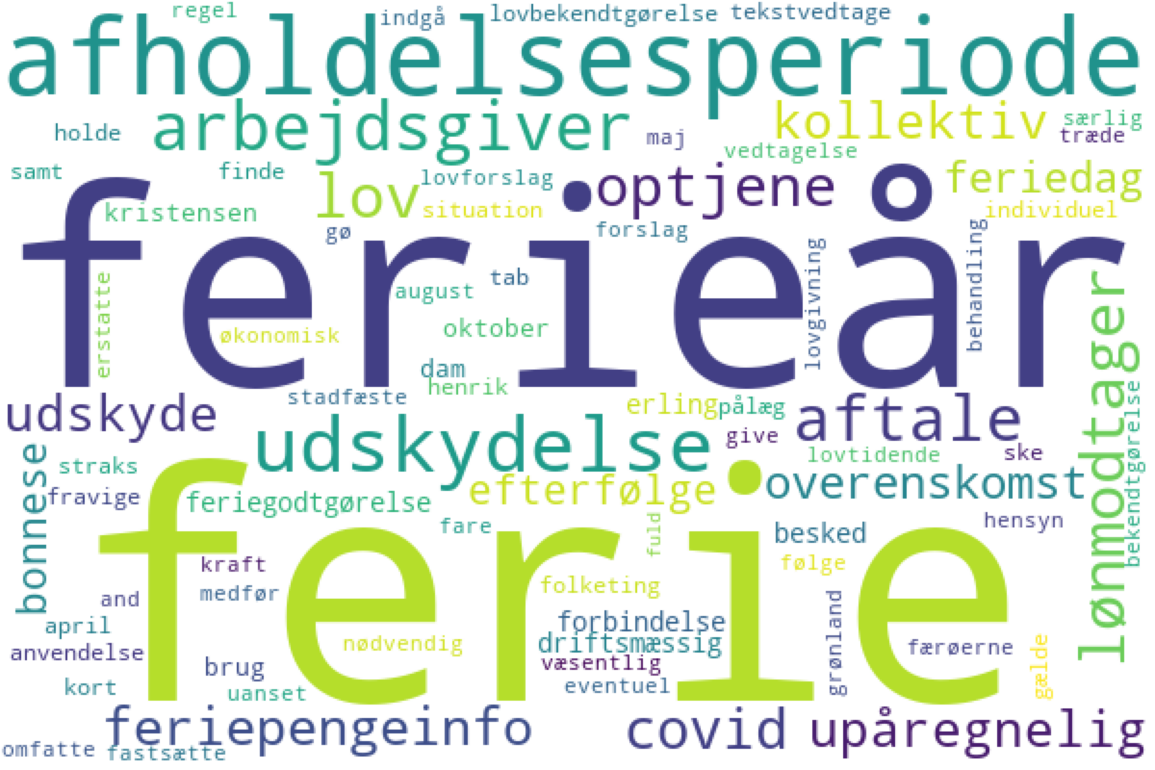 regel
indgå
lovbekendtgørelse
tekstvedtage
afholdelsesperiode
holde
arbejdsgiver
maj
kollektiv
særlig
træde
vedtagelse
samt
finde
lov
lovforslag
optjene
feriedag
kristensen
situation
individuel
gø
forslag
ferieår
erstatte
økonomisk
august
tab
oktober
lovgivning
behandling
lønmodtager
dam
henrik
stadfæste
udskyde
udskydelse
erling
pålæg
give
aftale
ske
lovtidende
bekendtgørelse
bonnese
straks
fravige
feriegodtgørelse
efterfølge
overenskomst
ferie
fare
fuld
besked
hensyn
følge
kraft
and
medfør
folketing
april
forbindelse
anvendelse
nødvendig
driftsmæssig
færøerne
grønland
gælde
brug
væsentlig
kort
uanset
eventuel
feriepengeinfo
covid
upåregnelig
omfatte
fastsætte